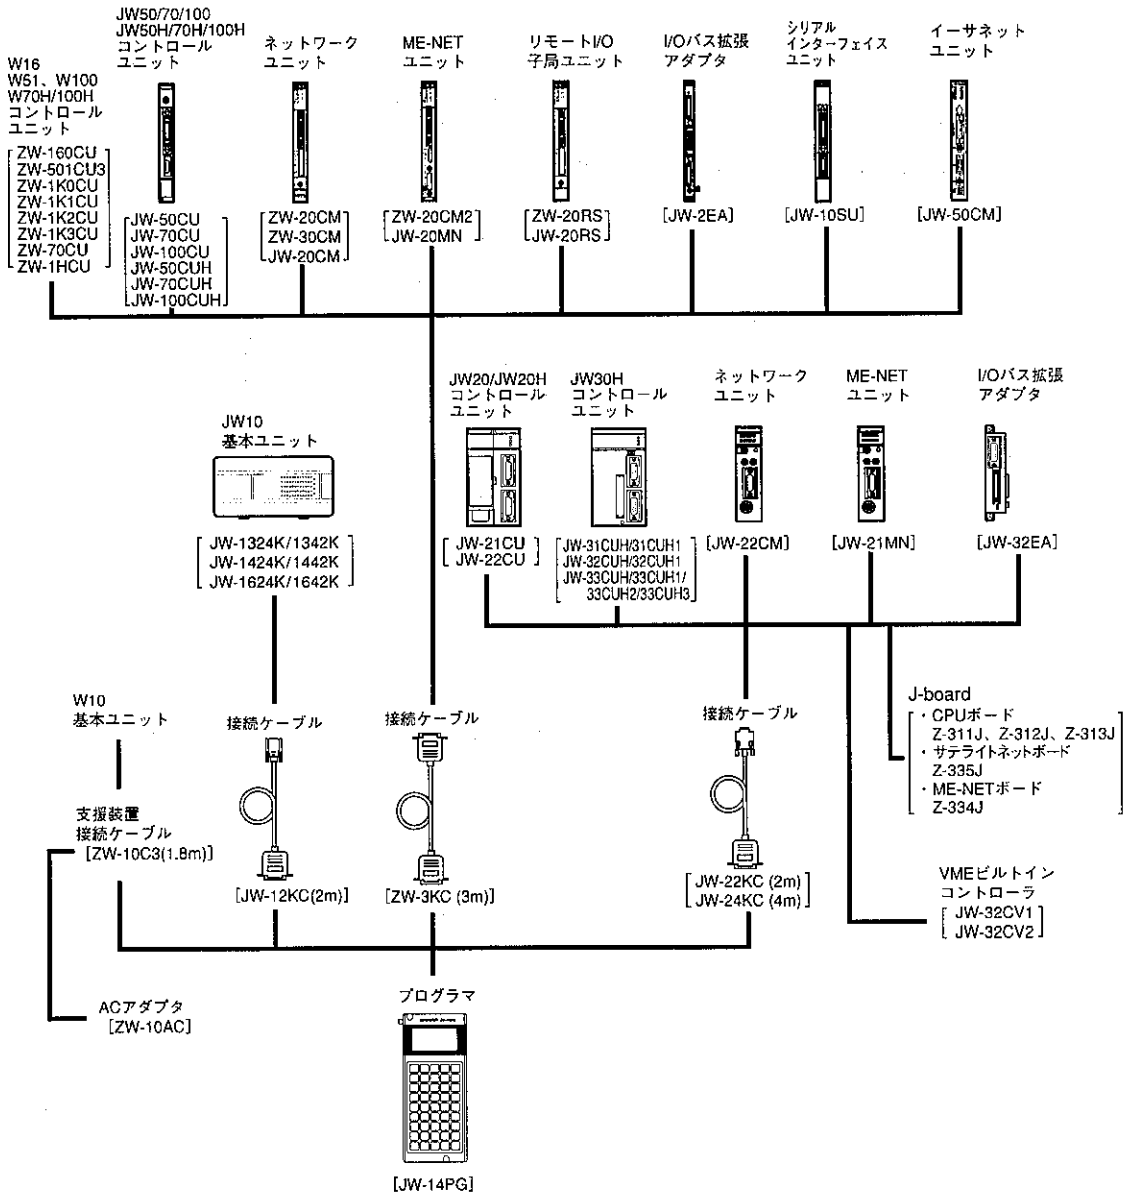 W16
W51、W100
W70H/100H
コントロール
ユニット
ZW-160CU
ZW-501CU3
ZW-1K0CU
ZW-1K1CU
ZW-1K2CU
ZW-1K3CU
ZW-70CU
ZW-1HCU
JW50/70/100
JW50H/70H/100H
コントロール
ユニット
JW-50CU
JW-70CU
JW-100CU
JW-50CUH
JW-70CUH
JW-100CUH
ネットワーク
ユニット
ZW-20CM
ZW-30CM
JW-20CM
ME-NET
ユニット
ZW-20CM2
JW-20MN
リモートI/O
子局ユニット
ZW-20RS
JW-20RS
I/Oバス拡張
アダプタ
[JW-2EA]
シリアル
インターフェイス
ユニット
[JW-10SU]
イーサネット
ユニット
[JW-50CM]
JW10
基本ユニット
JW-1324K/1342K
JW-1424K/1442K
JW-1624K/1642K
JW20/JW20H
コントロール
ユニット
JW-21CU
JW-22CU
JW30H
コントロール
ユニット
JW-31CUH/31CUH1
JW-32CUH/32CUH1
JW-33CUH/33CUH1/
33CUH2/33CUH3
ネットワーク
ユニット
[JW-22CM]
ME-NET
ユニット
[JW-21MN]
I/Oバス拡張
アダプタ
[JW-32EA]
W10
基本ユニット
支援装置
接続ケーブル
[ZW-10C3(1.8m)]
接続ケーブル
[JW-12KC(2m)]
接続ケーブル
[ZW-3KC (3m)]
接続ケーブル
JW-22KC (2m)
JW-24KC (4m)
J-board
・CPUボード
Z-311J、Z-312J、Z-313J
・サテライトネットボード
Z-335J
・ME-NETボード
Z-334J
VMEビルトイン
コントローラ
JW-32CV1
JW-32CV2
ACアダプタ
[ZW-10AC]
プログラマ
[JW-14PG]